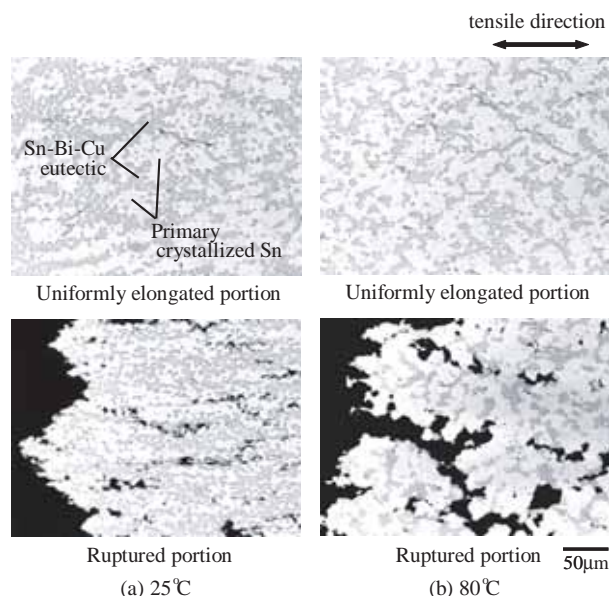 tensile direction
Sn-Bi-Cu
eutectic
Primary
crystallized Sn
Uniformly elongated portion
Uniformly elongated portion
Ruptured portion
Ruptured portion
50μm
(a) 25℃
(b) 80℃